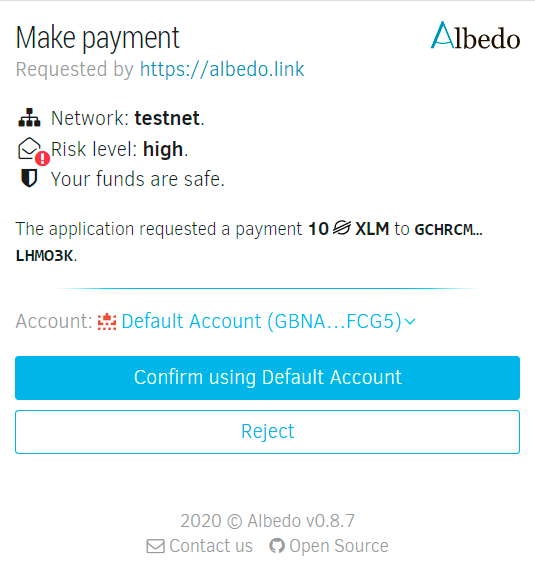 Make payment
Albedo
Requested by https://albedo.link
Network: testnet.
Risk level: high.
Your funds are safe.
The application requested a payment 10 XLM to GCHRCM…
LHMO3K.
Account: Default Account (GBNA…FCG5)
Confirm using Default Account
Reject
2020 © Albedo v0.8.7
Contact us Open Source